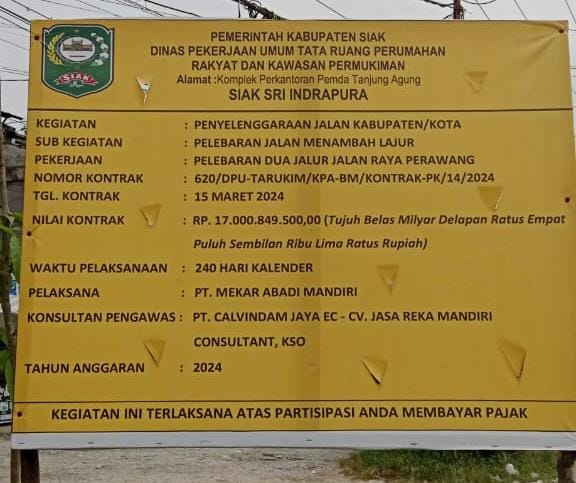 PEMERINTAH KABUPATEN SIAK
DINAS PEKERJAAN UMUM TATA RUANG PERUMAHAN
RAKYAT DAN KAWASAN PERMUKIMAN
Alamat :Komplek Perkantoran Pemda Tanjung Agung
SIAK SRI INDRAPURA
SIAK
KEGIATAN : PENYELENGGARAAN JALAN KABUPATEN/KOTA
SUB KEGIATAN : PELEBARAN JALAN MENAMBAH LAJUR
PEKERJAAN : PELEBARAN DUA JALUR JALAN RAYA PERAWANG
NOMOR KONTRAK : 620/DPU-TARUKIM/KPA-BM/KONTRAK-PK/14/2024
TGL. KONTRAK : 15 MARET 2024
NILAI KONTRAK : RP. 17.000.849.500,00 (Tujuh Belas Milyar Delapan Ratus Empat
Puluh Sembilan Ribu Lima Ratus Rupiah)
WAKTU PELAKSANAAN : 240 HARI KALENDER
PELAKSANA : PT. MEKAR ABADI MANDIRI
KONSULTAN PENGAWAS : PT. CALVINDAM JAYA EC - CV. JASA REKA MANDIRI
CONSULTANT, KSO
TAHUN ANGGARAN : 2024
KEGIATAN INI TERLAKSANA ATAS PARTISIPASI ANDA MEMBAYAR PAJAK